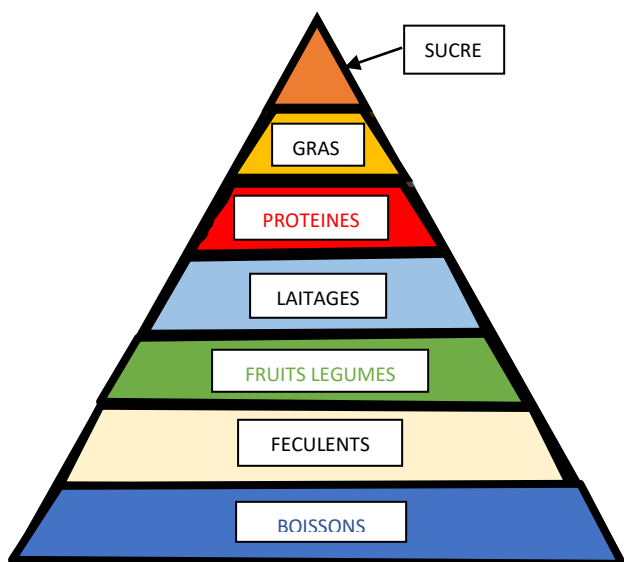 SUCRE
GRAS
PROTEINES
LAITAGES
FRUITS LEGUMES
FECULENTS
BOISSONS